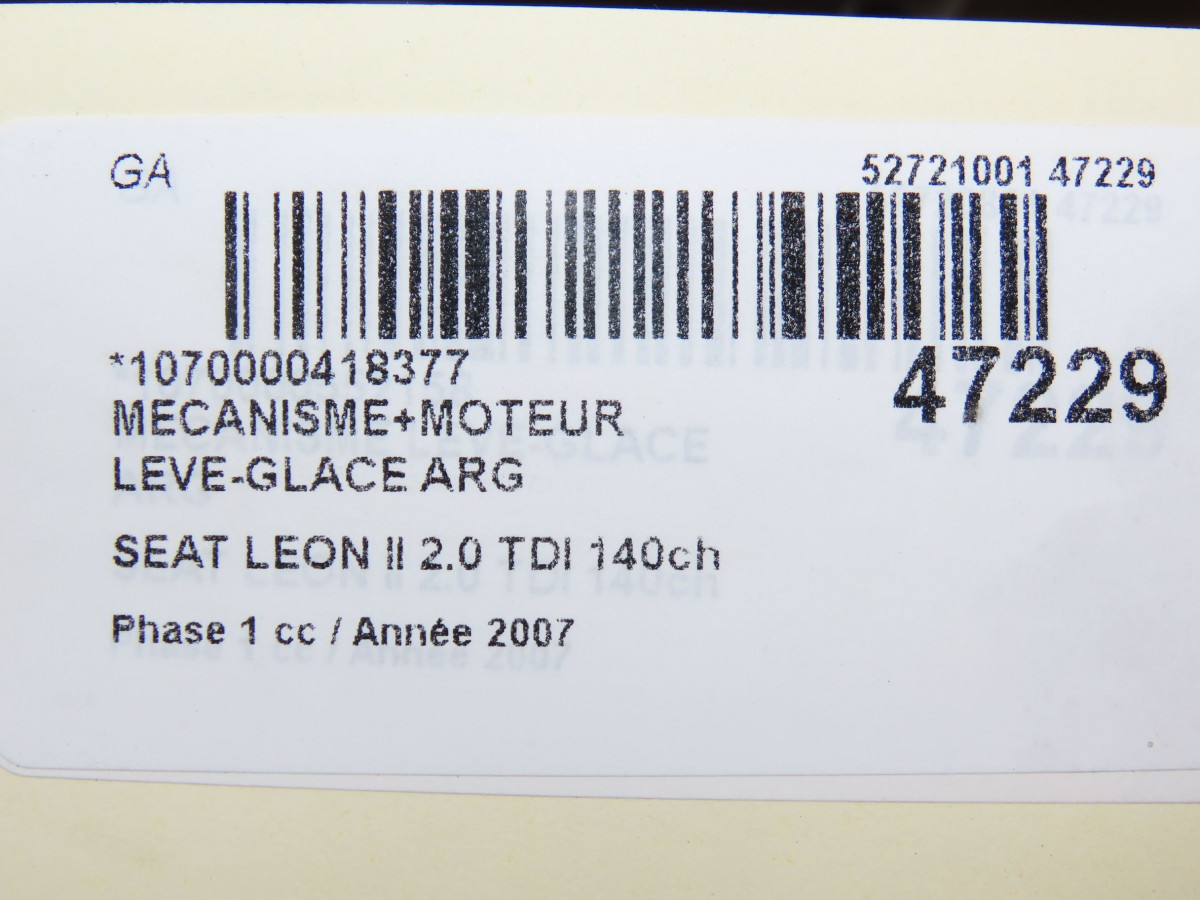 GA
52721001 47229
*1070000418377
47229
MECANISME+MOTEUR
LEVE-GLACE ARG
SEAT LEON II 2.0 TDI 140ch
Phase 1 cc / Année 2007